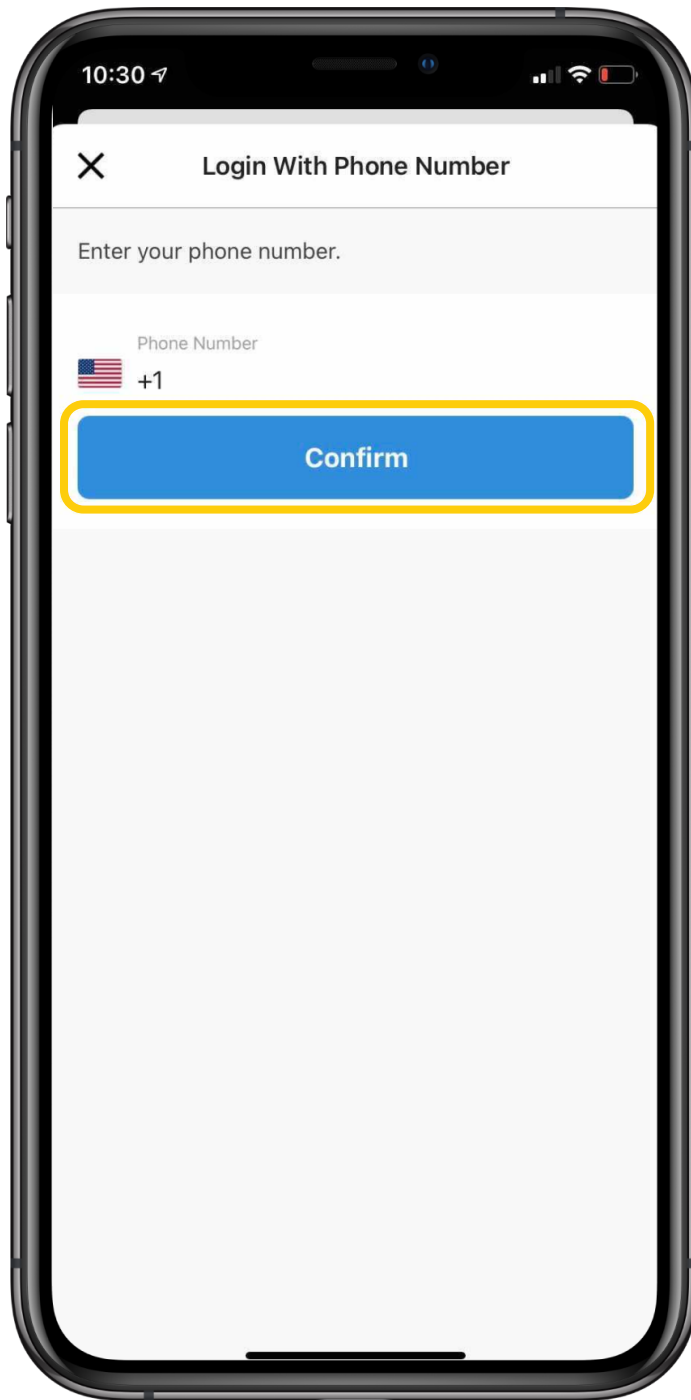 10:30
Login With Phone Number
Enter your phone number.
Phone Number
+1
Confirm